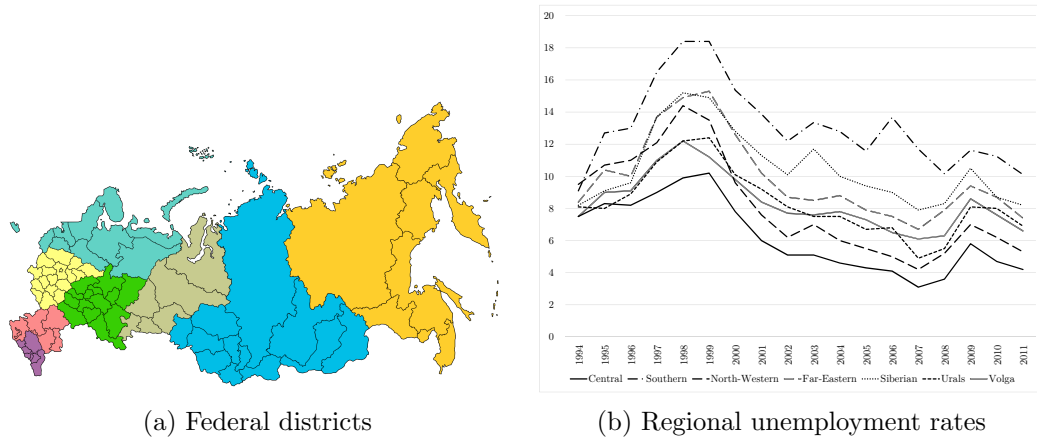 20
18
16
14
12
10
8
6
4
2
0
1994 1995 1996 1997 1998 1999 2000 2001 2002 2003 2004 2005 2006 2007 2008 2009 2010 2011
Central Southern North-Western Far-Eastern Siberian Urals Volga
(a) Federal districts
(b) Regional unemployment rates